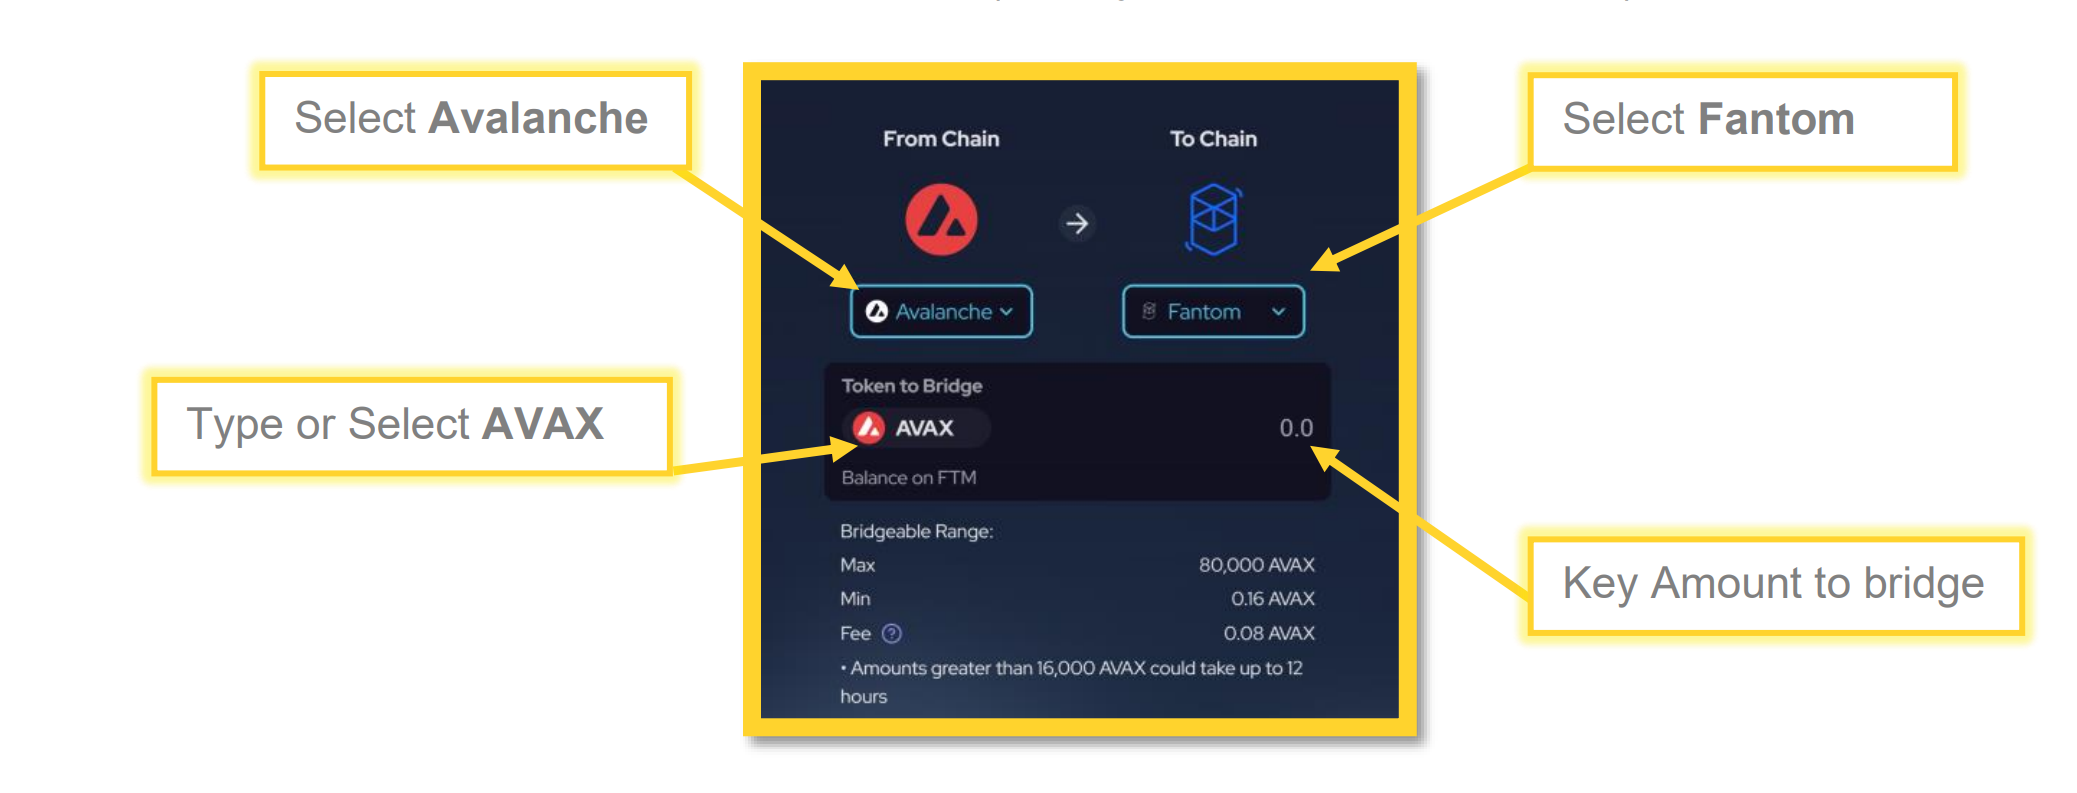 Select Avalanche
Select Fantom
From Chain
To Chain
Avalanche
Fantom
Type or Select AVAX
Token to Bridge
AVAX
0.0
Balance on FTM
Key Amount to bridge
Bridgeable Range:
Max 80,000 AVAX
Min 0.16 AVAX
Fee ? 0.08 AVAX
• Amounts greater than 16,000 AVAX could take up to 12
hours